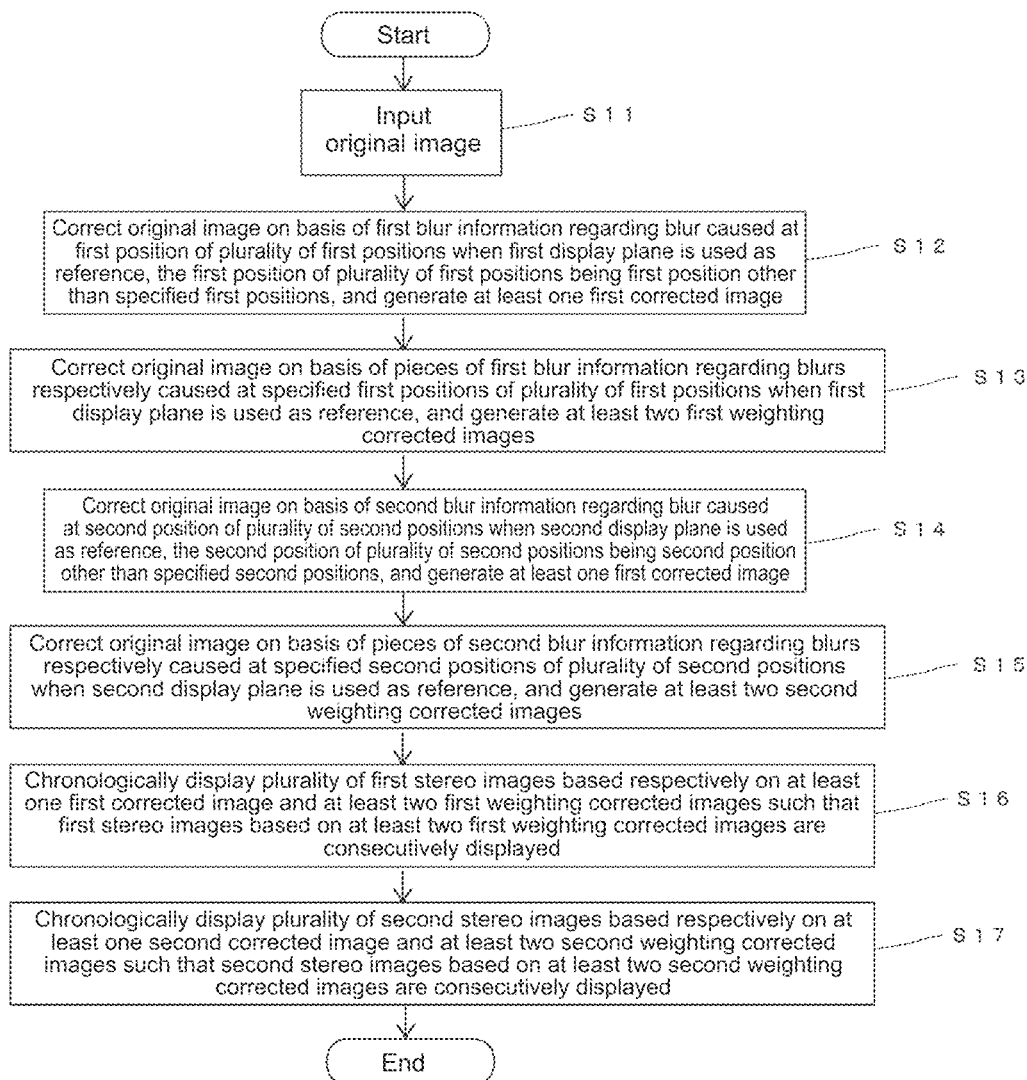 Start
Input
original image
S11
Correct original image on basis of first blur information regarding blur caused at
first position of plurality of first positions when first display plane is used as
reference, the first position of plurality of first positions being first position other
than specified first positions, and generate at least one first corrected image
S12
Correct original image on basis of pieces of first blur information regarding blurs
respectively caused at specified first positions of plurality of first positions when first
display plane is used as reference, and generate at least two first weighting
corrected images
S13
Correct original image on basis of second blur information regarding blur caused
at second position of plurality of second positions when second display plane is used
as reference, the second position of plurality of second positions being second position
other than specified second positions, and generate at least one first corrected image
S14
Correct original image on basis of pieces of second blur information regarding blurs
respectively caused at specified second positions of plurality of second positions
when second display plane is used as reference, and generate at least two second
weighting corrected images
S15
Chronologically display plurality of first stereo images based respectively on at least
one first corrected image and at least two first weighting corrected images such that
first stereo images based on at least two first weighting corrected images are
consecutively displayed
S16
Chronologically display plurality of second stereo images based respectively on at
least one second corrected image and at least two second weighting corrected
images such that second stereo images based on at least two second weighting
corrected images are consecutively displayed
S17
End